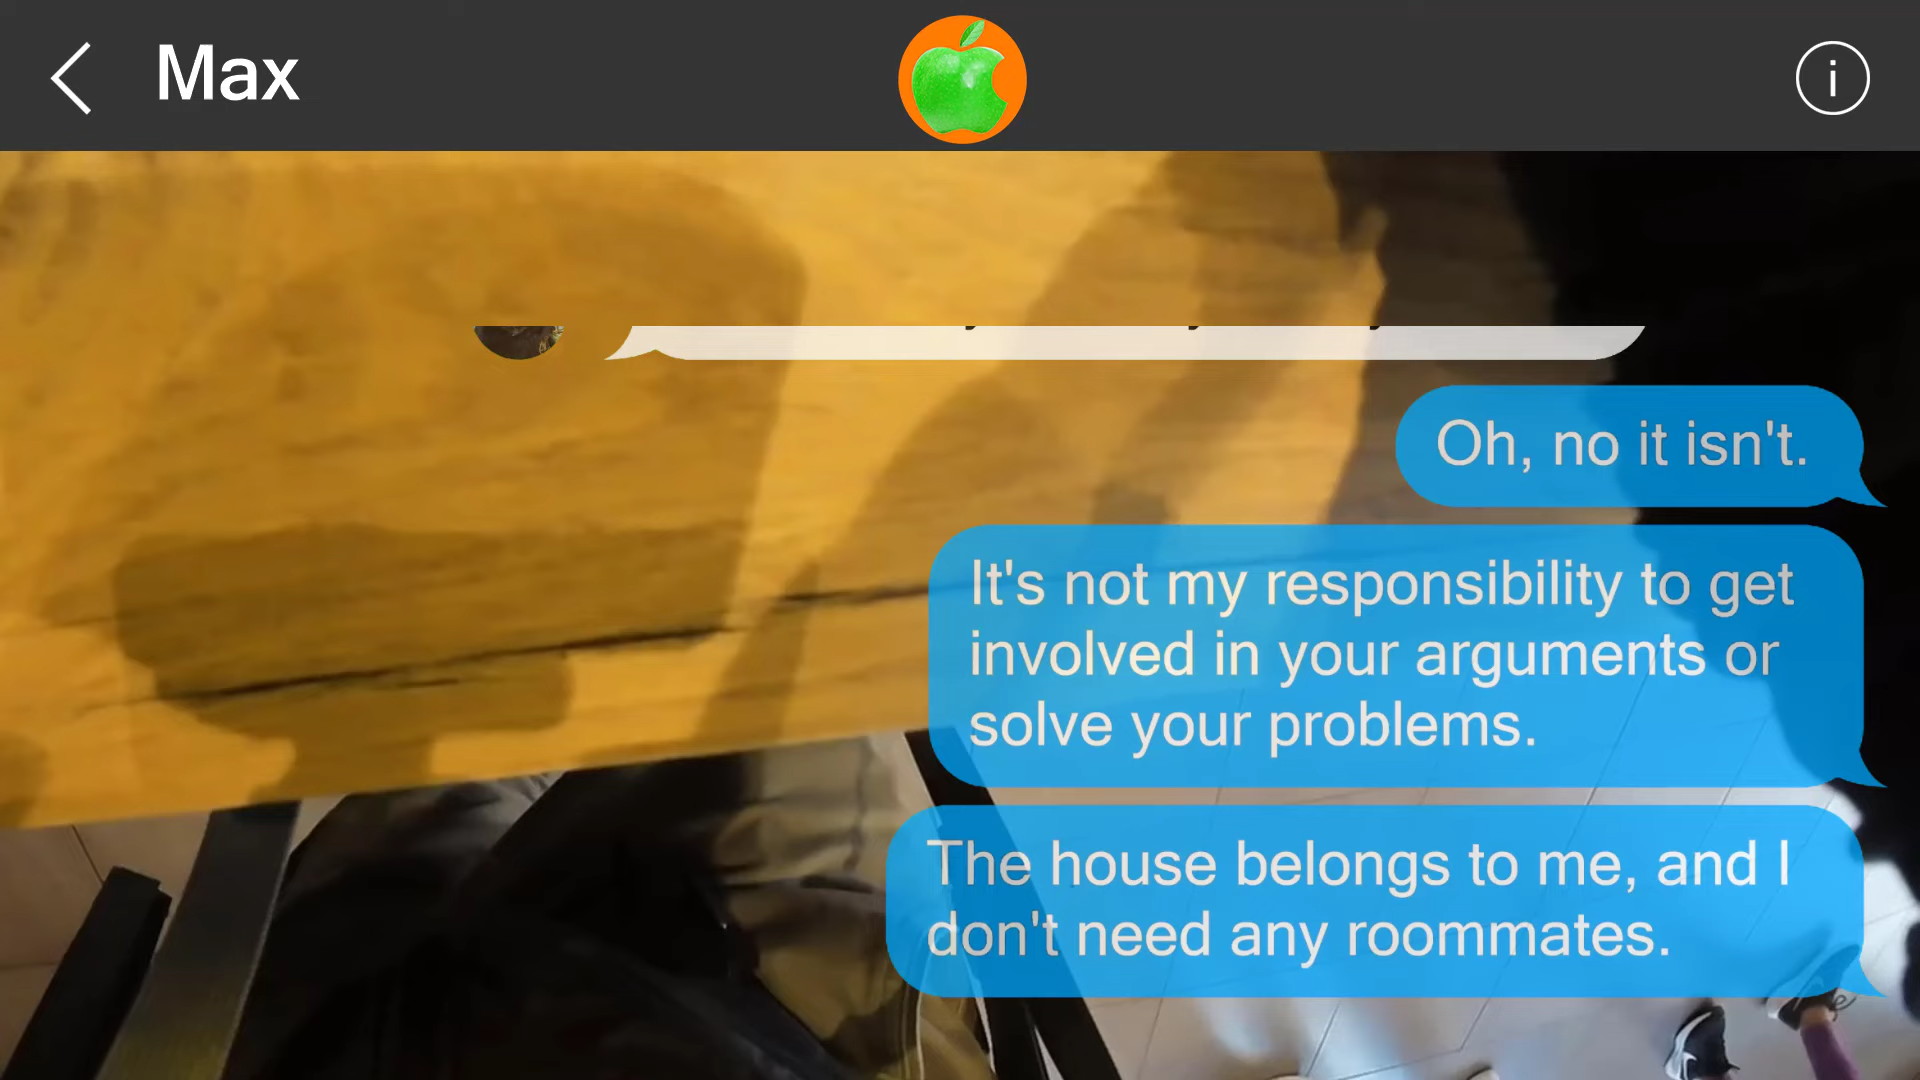 Max
Oh, no it isn't.
It's not my responsibility to get
involved in your arguments or
solve your problems.
The house belongs to me, and I
don't need any roommates.